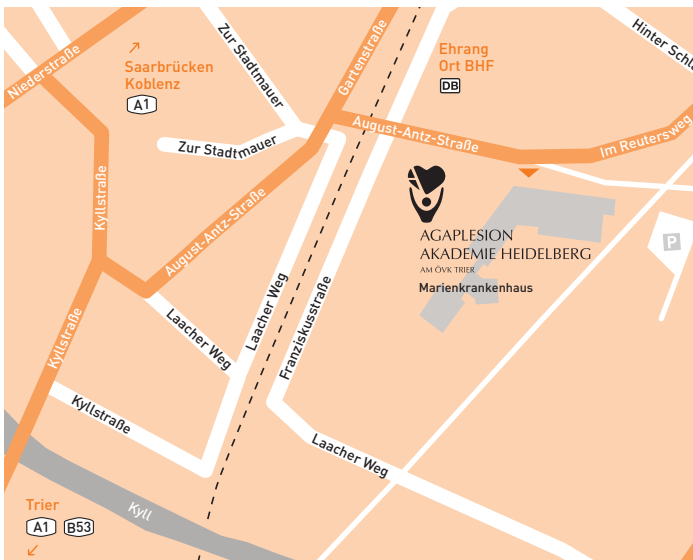 Niederstraße
Saarbrücken
Koblenz
A1
Zur Stadtmauer
Gartenstraße
Ehrang
Ort BHF
DB
Zur Stadtmauer
August-Antz-Straße
Im Reutersweg
Kyllstraße
August-Antz-Straße
AGAPLESION
AKADEMIE HEIDELBERG
AM ÖVK TRIER
Marienkrankenhaus
P
Kyllstraße
Laacher Weg
Laacher Weg
Franziskusstraße
Kyllstraße
Laacher Weg
Kyll
Trier
A1 B53